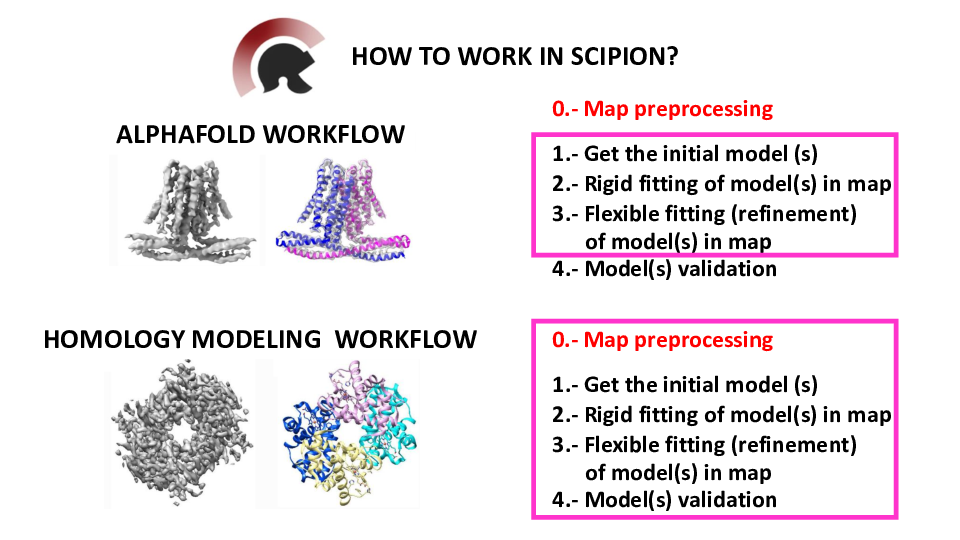 HOW TO WORK IN SCIPION?
ALPHAFOLD WORKFLOW
0.- Map preprocessing
1.- Get the initial model (s)
2.- Rigid fitting of model(s) in map
3.- Flexible fitting (refinement)
of model(s) in map
4.- Model(s) validation
HOMOLOGY MODELING  WORKFLOW
0.- Map preprocessing
1.- Get the initial model (s)
2.- Rigid fitting of model(s) in map
3.- Flexible fitting (refinement)
of model(s) in map
4.- Model(s) validation